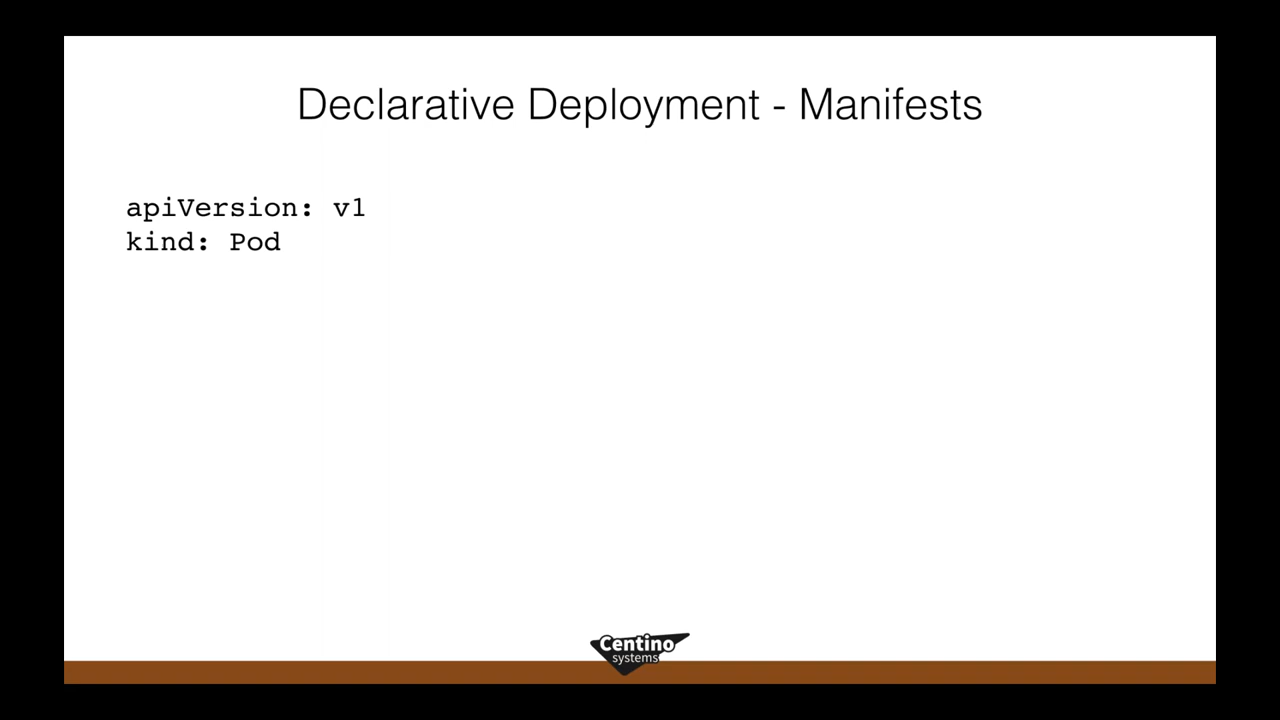 Declarative Deployment - Manifests
apiVersion: v1
kind: Pod
Centino
systems